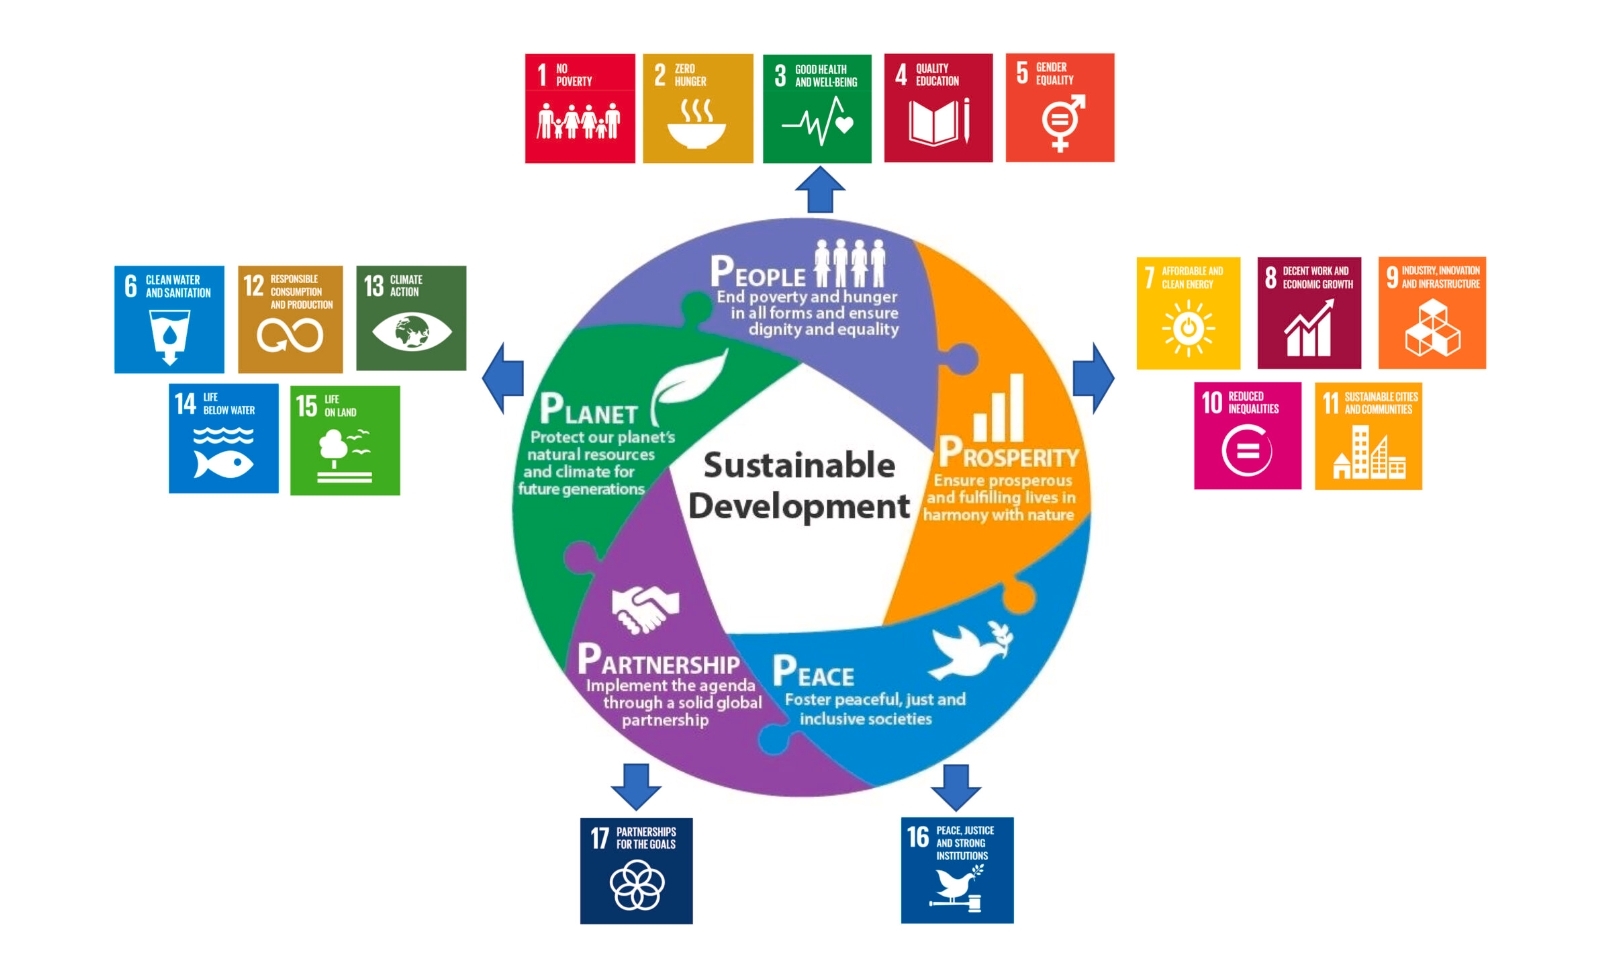 1 NO
POVERTY
2 ZERO
HUNGER
3 GOOD HEALTH
AND WELL-BEING
4 QUALITY
EDUCATION
5 GENDER
EQUALITY
6 CLEAN WATER
AND SANITATION
12 RESPONSIBLE
CONSUMPTION
AND PRODUCTION
13 CLIMATE
ACTION
14 LIFE
BELOW WATER
15 LIFE
ON LAND
7 AFFORDABLE AND
CLEAN ENERGY
8 DECENT WORK AND
ECONOMIC GROWTH
9 INDUSTRY, INNOVATION
AND INFRASTRUCTURE
10 REDUCED
INEQUALITIES
11 SUSTAINABLE CITIES
AND COMMUNITIES
PEOPLE
End poverty and hunger
in all forms and ensure
dignity and equality
PLANET
Protect our planet's
natural resources
and climate for
future generations
Sustainable
Development
PROSPERITY
Ensure prosperous
and fulfilling lives in
harmony with nature
PARTNERSHIP
Implement the agenda
through a solid global
partnership
PEACE
Foster peaceful, just and
inclusive societies
17 PARTNERSHIPS
FOR THE GOALS
16 PEACE, JUSTICE
AND STRONG
INSTITUTIONS